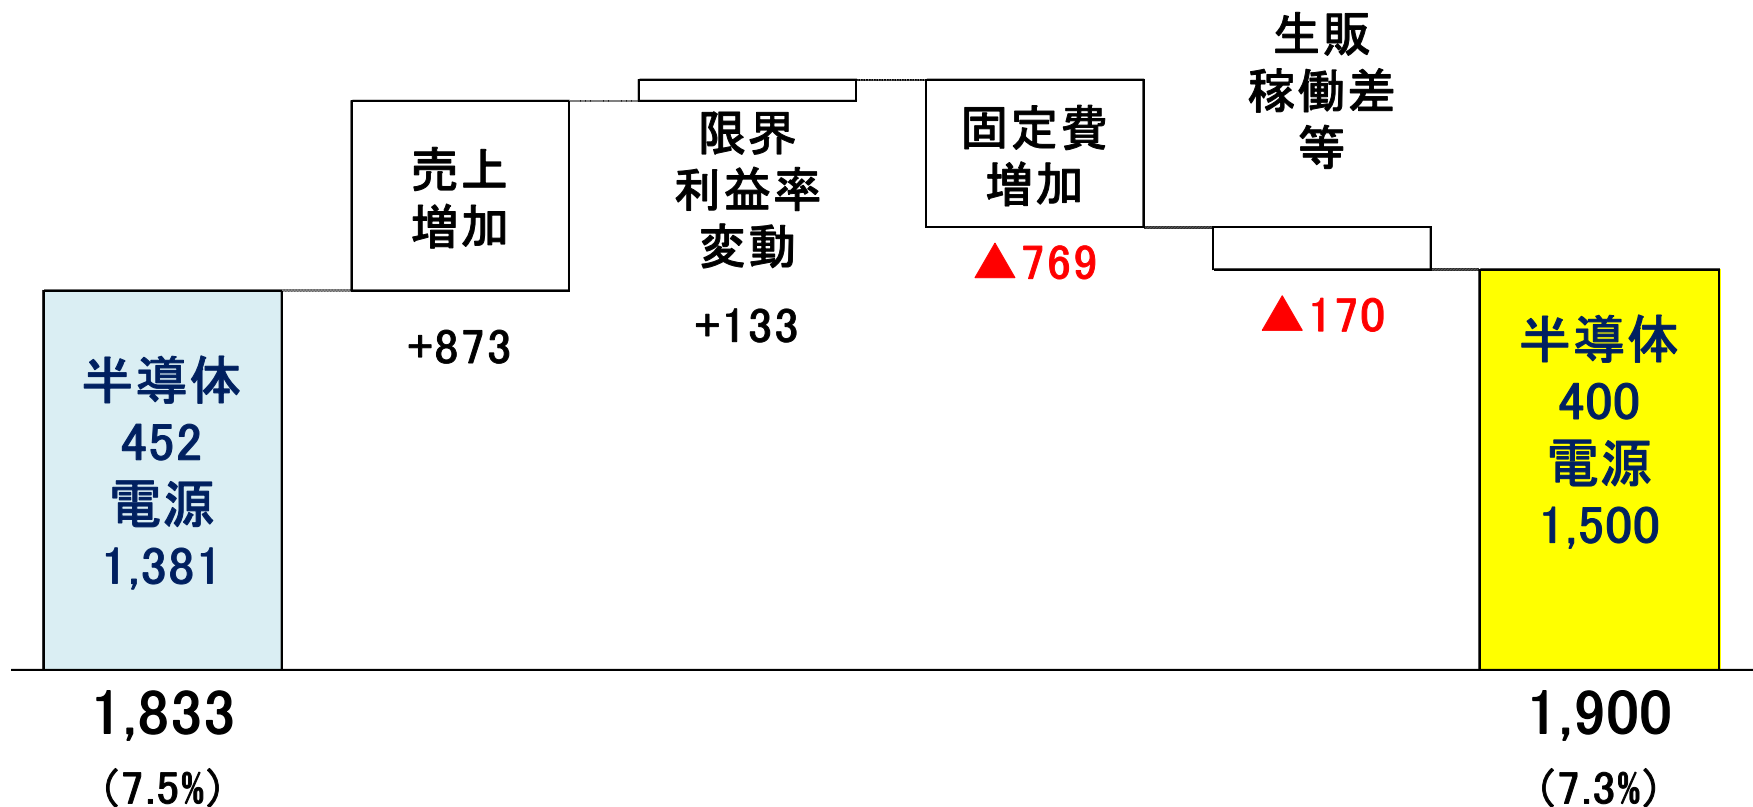 半導体
452
電源
1,381
1,833
(7.5%)
売上
増加
+873
限界
利益率
変動
+133
固定費
増加
▲769
生販
稼働差
等
▲170
半導体
400
電源
1,500
1,900
(7.3%)